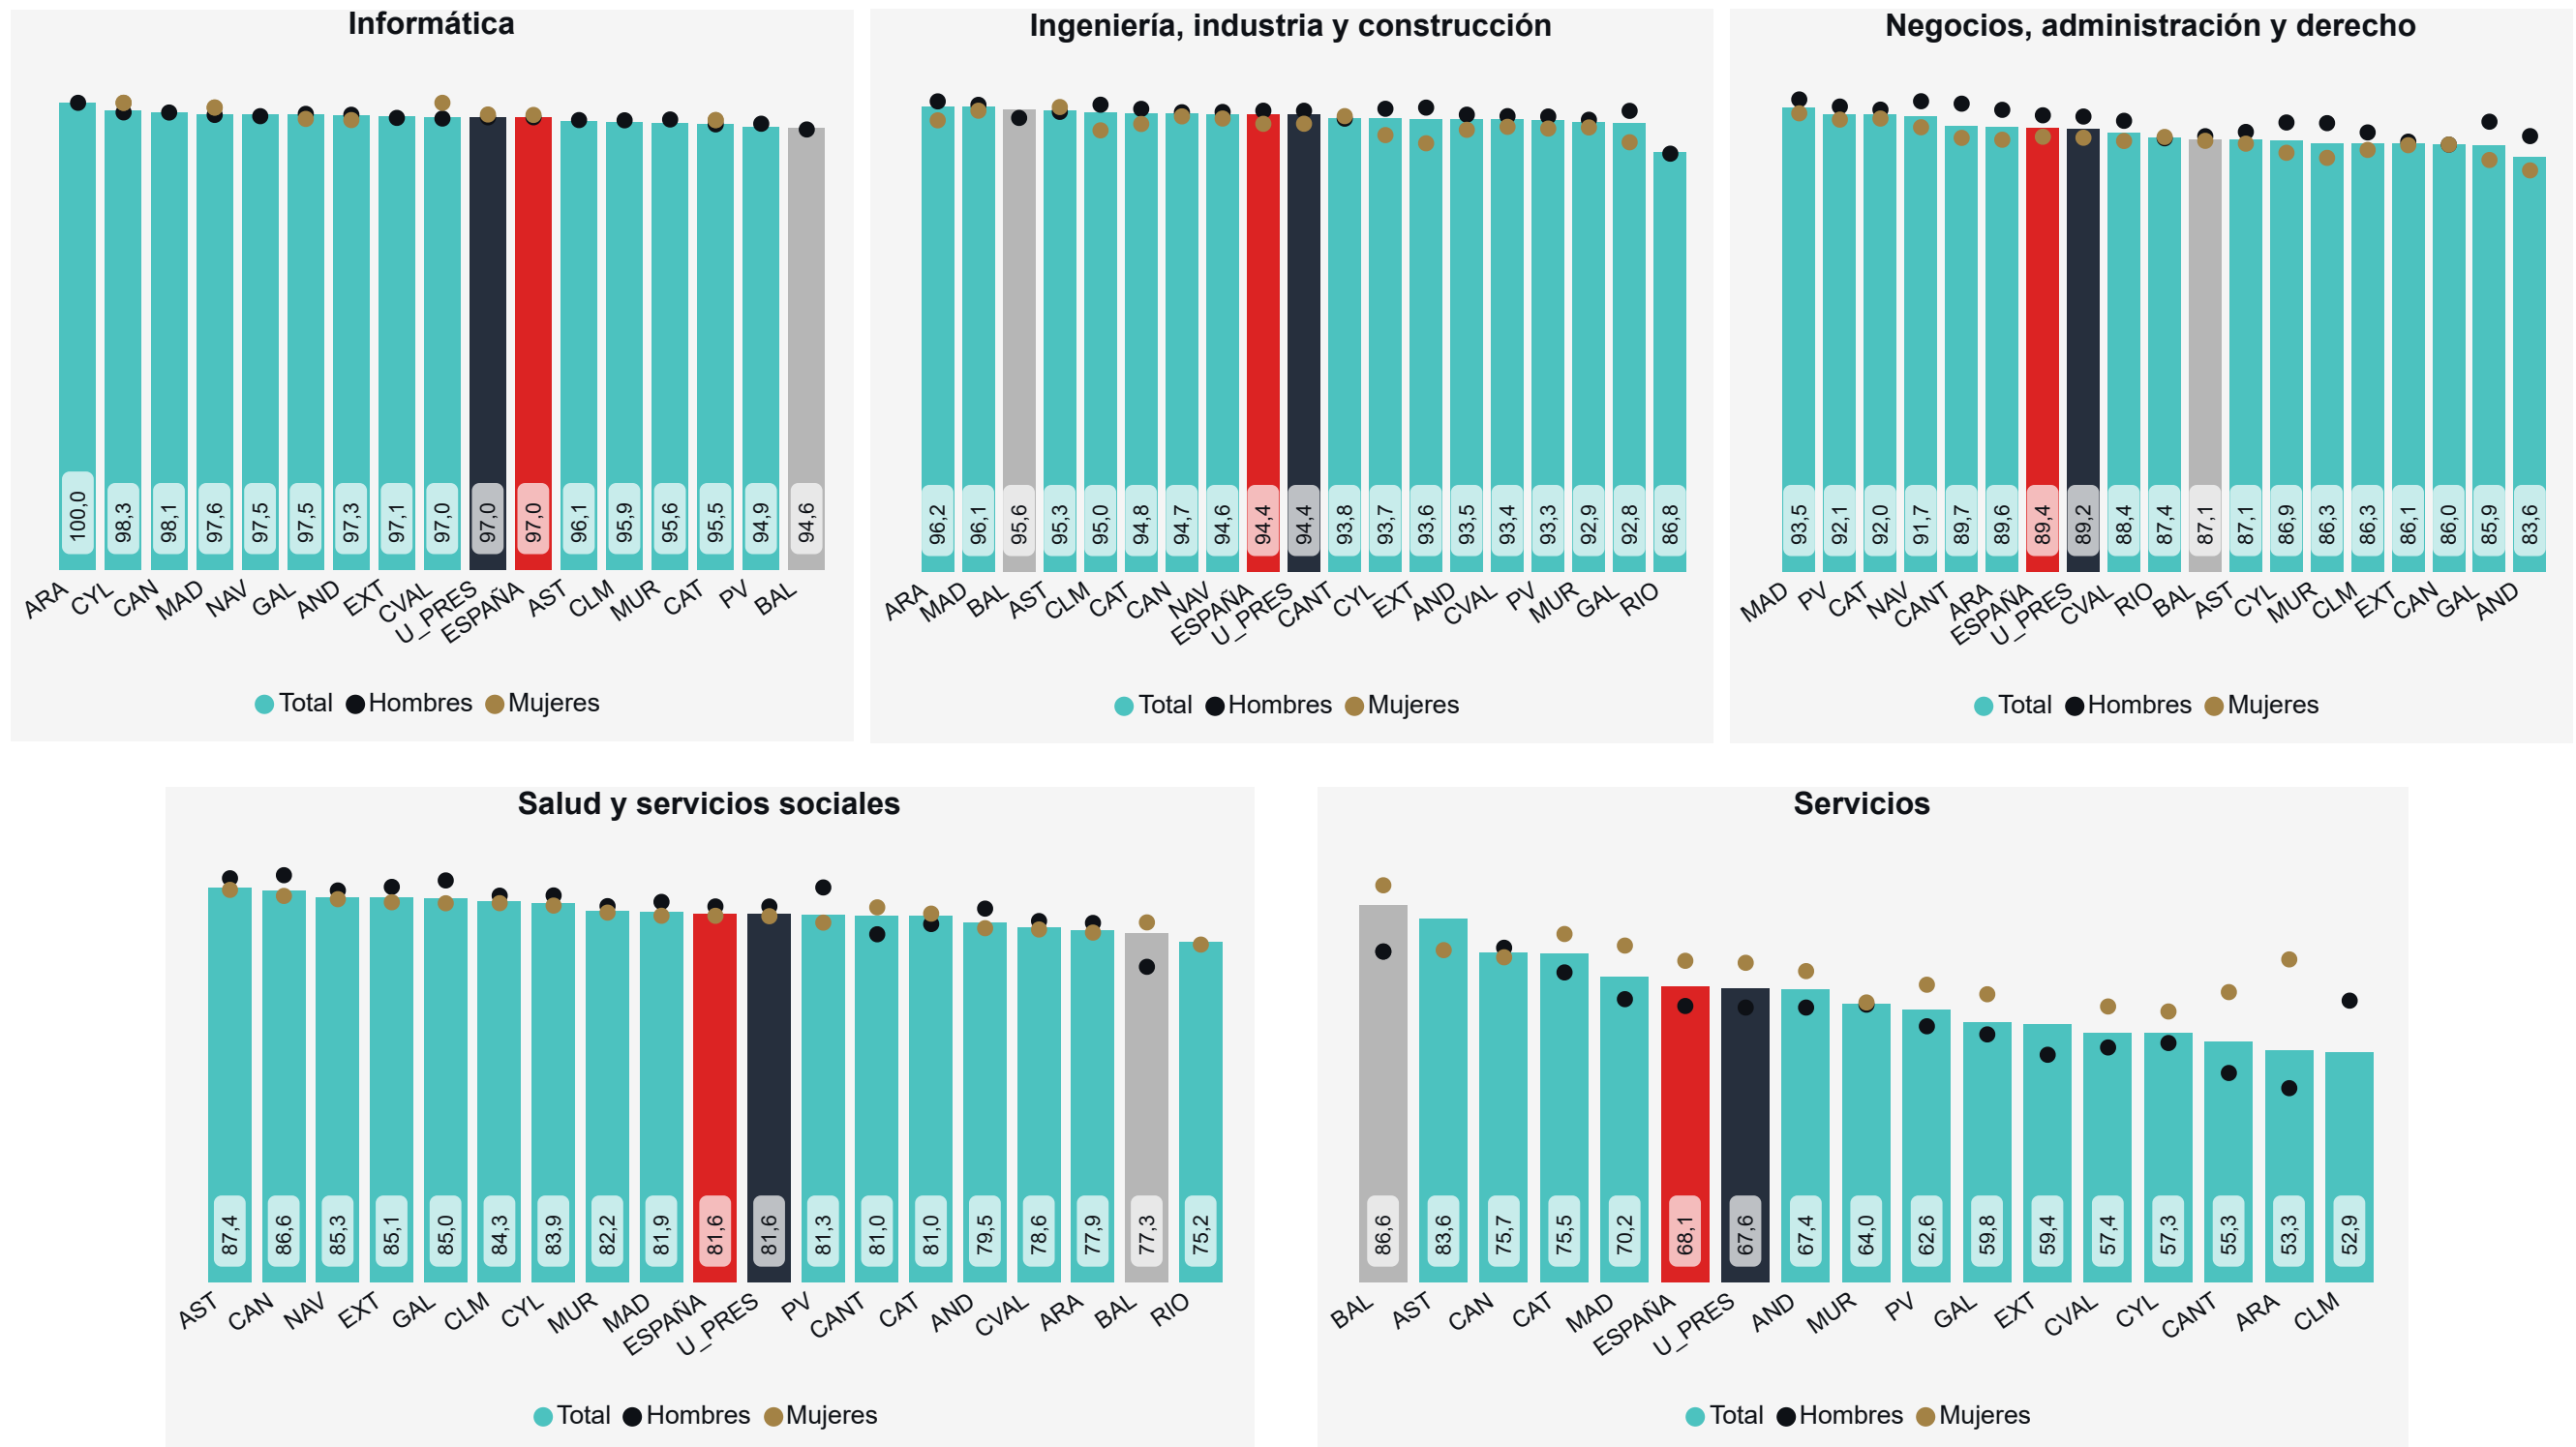 Informática
100,0 98,3 98,1 97,6 97,5 97,5 97,3 97,1 97,0 97,0 97,0 96,1 95,9 95,6 95,5 94,9 94,6
ARA CYL CAN MAD NAV GAL AND EXT CVAL U_PRES ESPAÑA AST CLM MUR CAT PV BAL
Total Hombres Mujeres
Ingeniería, industria y construcción
96,2 96,1 95,6 95,3 95,0 94,8 94,7 94,6 94,4 94,4 93,8 93,7 93,6 93,5 93,4 93,3 92,9 92,8 86,8
ARA MAD BAL AST CLM CAT CAN NAV ESPAÑA U_PRES CANT CYL EXT AND CVAL PV MUR GAL RIO
Total Hombres Mujeres
Negocios, administración y derecho
93,5 92,1 92,0 91,7 89,7 89,6 89,4 89,2 88,4 87,4 87,1 87,1 86,9 86,3 86,3 86,1 86,0 85,9 83,6
MAD PV CAT NAV CANT ARA ESPAÑA U_PRES CVAL RIO BAL AST CYL MUR CLM EXT CAN GAL AND
Total Hombres Mujeres
Salud y servicios sociales
87,4 86,6 85,3 85,1 85,0 84,3 83,9 82,2 81,9 81,6 81,6 81,3 81,0 81,0 79,5 78,6 77,9 77,3 75,2
AST CAN NAV EXT GAL CLM CYL MUR MAD ESPAÑA U_PRES PV CANT CAT AND CVAL ARA BAL RIO
Total Hombres Mujeres
Servicios
86,6 83,6 75,7 75,5 70,2 68,1 67,6 67,4 64,0 62,6 59,8 59,4 57,4 57,3 55,3 53,3 52,9
BAL AST CAN CAT MAD ESPAÑA U_PRES AND MUR PV GAL EXT CVAL CYL CANT ARA CLM
Total Hombres Mujeres